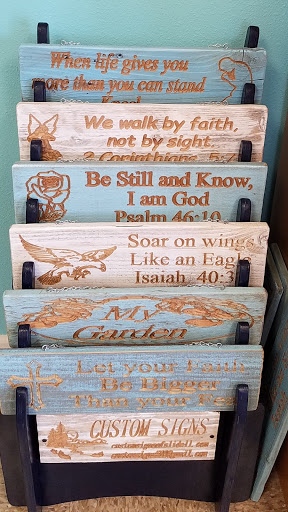 When life gives you
more than you can stand
Kneel
We walk by faith,
not by sight.
2 Corinthians 5:7
Be Still and Know,
I am God
Psalm 46:10
Soar on wings
Like an Eagle
Isaiah 40:3
My
Garden
Let your Faith
Be Bigger
Than your Fea
CUSTOM SIGNS